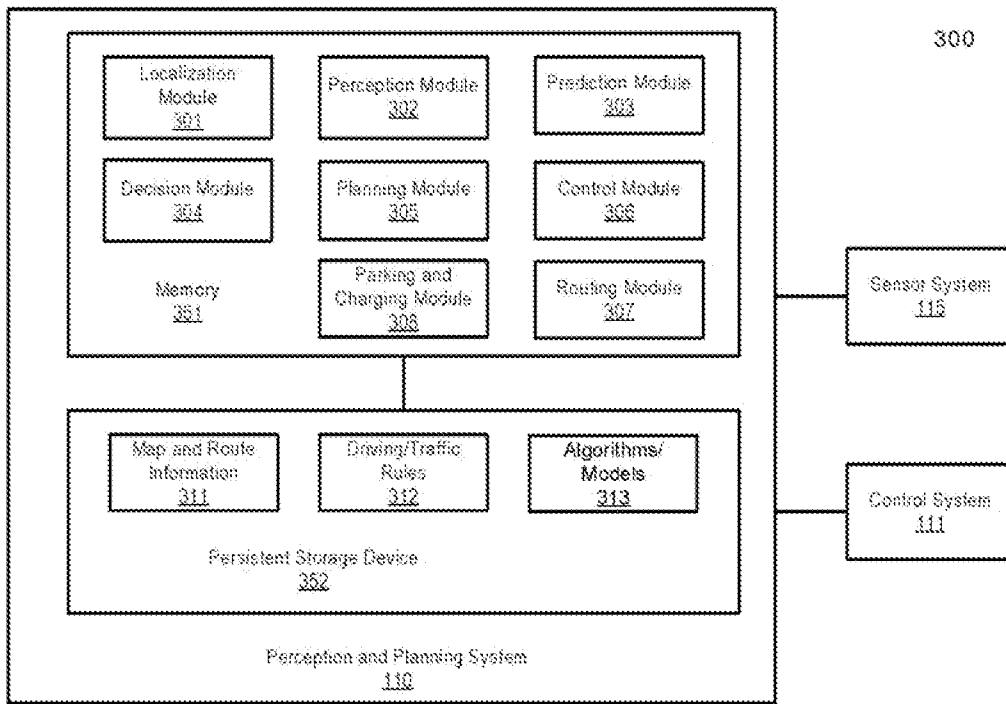 300
Localization
Module
301
Perception Module
302
Prediction Module
303
Decision Module
304
Planning Module
305
Control Module
306
Memory
351
Parking and
Charging Module
308
Routing Module
307
Sensor System
115
Map and Route
Information
311
Driving/Traffic
Rules
312
Algorithms/
Models
313
Control System
111
Persistent Storage Device
352
Perception and Planning System
110